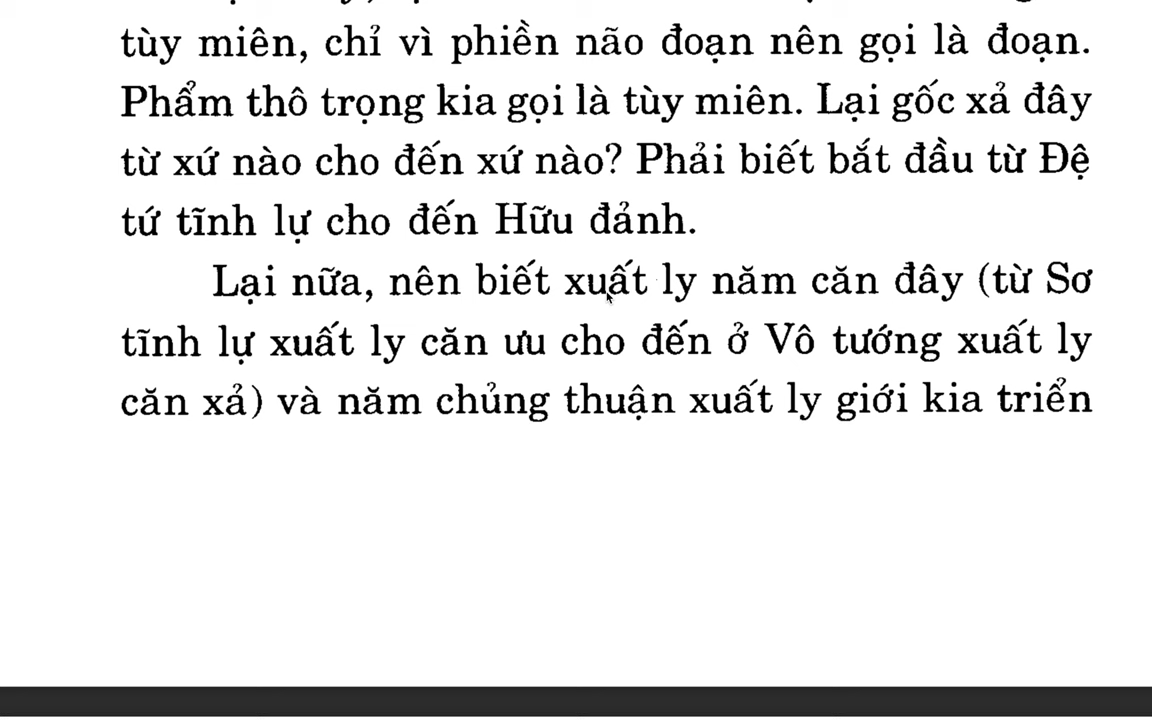 tùy miên, chỉ vì phiền não đoạn nên gọi là đoạn.
Phẩm thô trọng kia gọi là tùy miên. Lại gốc xả đây
từ xứ nào cho đến xứ nào? Phải biết bắt đầu từ Đệ
tứ tĩnh lự cho đến Hữu đảnh.
Lại nữa, nên biết xuất ly năm căn đây (từ Sơ
tĩnh lự xuất ly căn ưu cho đến ở Vô tướng xuất ly
căn xả) và năm chủng thuận xuất ly giới kia triển